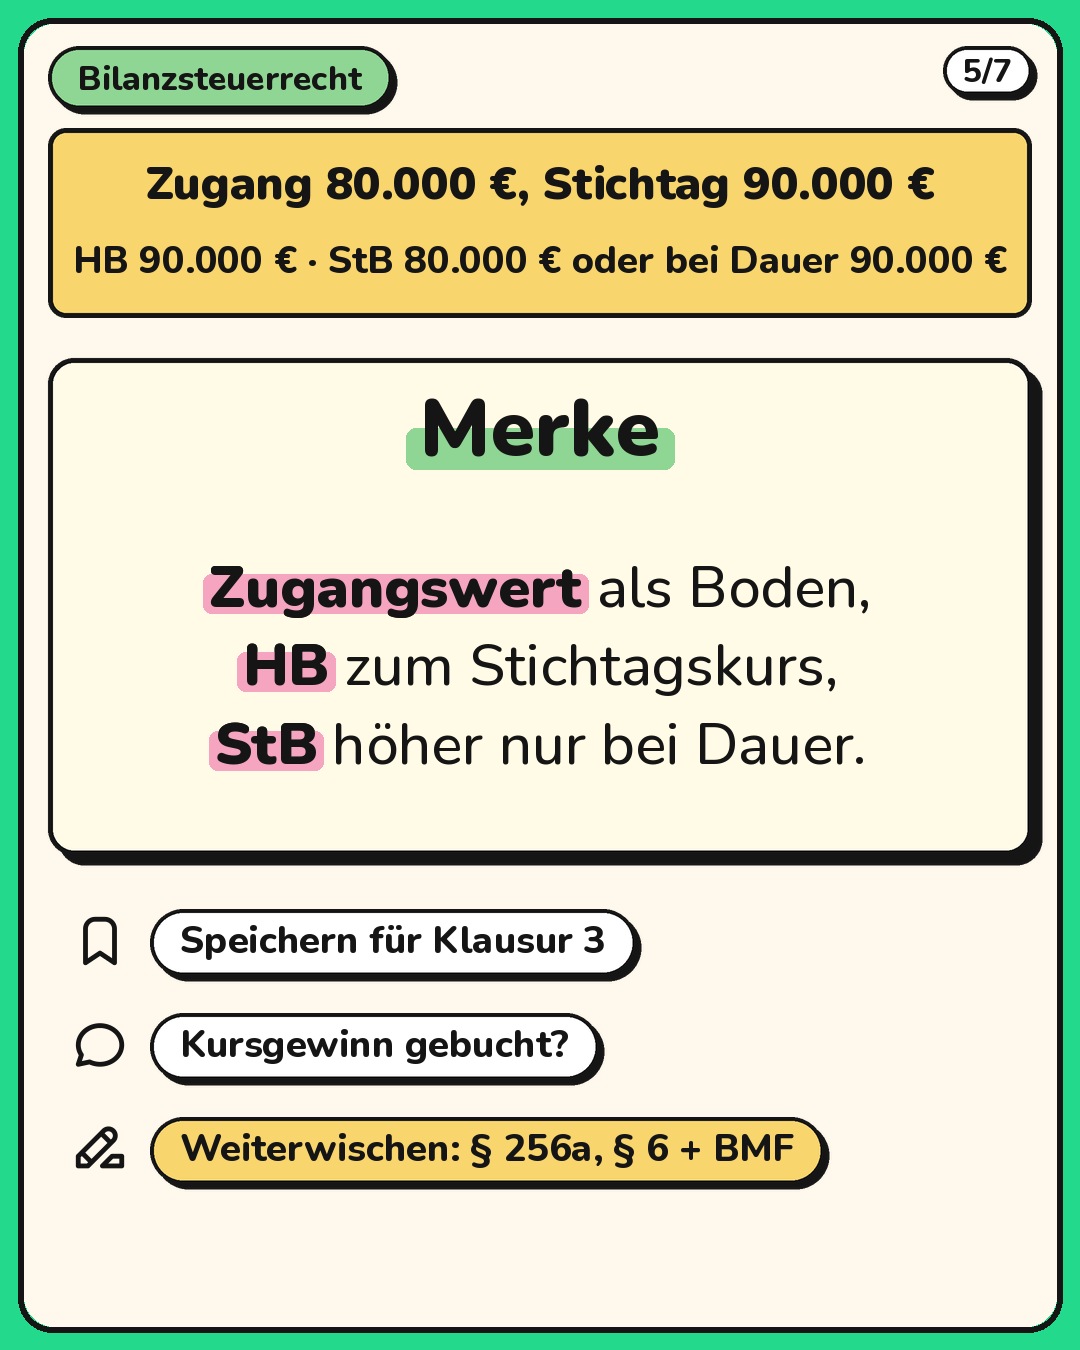 Bilanzsteuerrecht
5/7
Zugang 80.000 €, Stichtag 90.000 €
HB 90.000 € · StB 80.000 € oder bei Dauer 90.000 €
Merke
Zugangswert als Boden,
HB zum Stichtagskurs,
StB höher nur bei Dauer.
Speichern für Klausur 3
Kursgewinn gebucht?
Weiterwischen: § 256a, § 6 + BMF